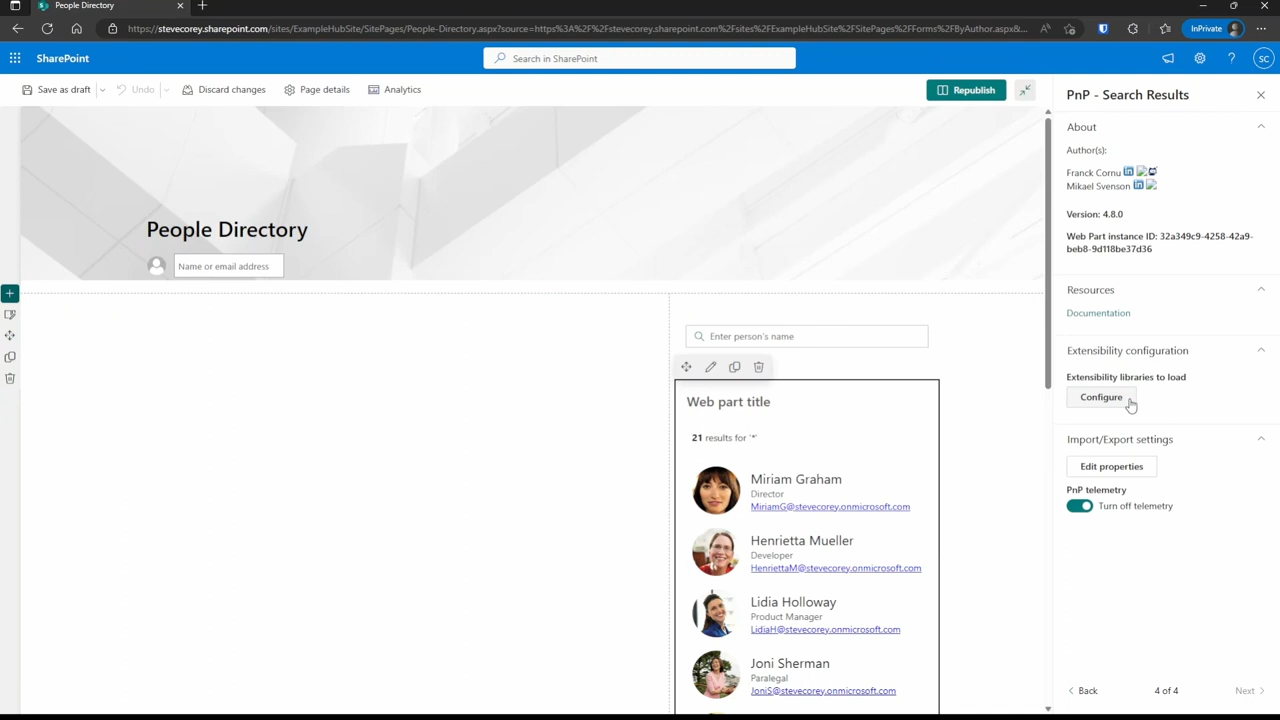 People Directory
https://stevecorey.sharepoint.com/sites/ExampleHubSite/SitePages/People-Directory.aspx?source=https%3A%2F%2Fstevecorey.sharepoint.com%2Fsites%2FExampleHubSite%2FSitePages%2FForms%2FByAuthor.aspx&...
InPrivate
SharePoint
Search in SharePoint
SC
Save as draft
Undo
Discard changes
Page details
Analytics
Republish
People Directory
Name or email address
Enter person's name
Web part title
21 results for '*'
Miriam Graham
Director
MiriamG@stevecorey.onmicrosoft.com
Henrietta Mueller
Developer
HenriettaM@stevecorey.onmicrosoft.com
Lidia Holloway
Product Manager
LidiaH@stevecorey.onmicrosoft.com
Joni Sherman
Paralegal
JoniS@stevecorey.onmicrosoft.com
PnP - Search Results
About
Author(s):
Franck Cornu
Mikael Svenson
Version: 4.8.0
Web Part instance ID: 32a349c9-4258-42a9-
beb8-9d118be37d36
Resources
Documentation
Extensibility configuration
Extensibility libraries to load
Configure
Import/Export settings
Edit properties
PnP telemetry
Turn off telemetry
Back
4 of 4
Next